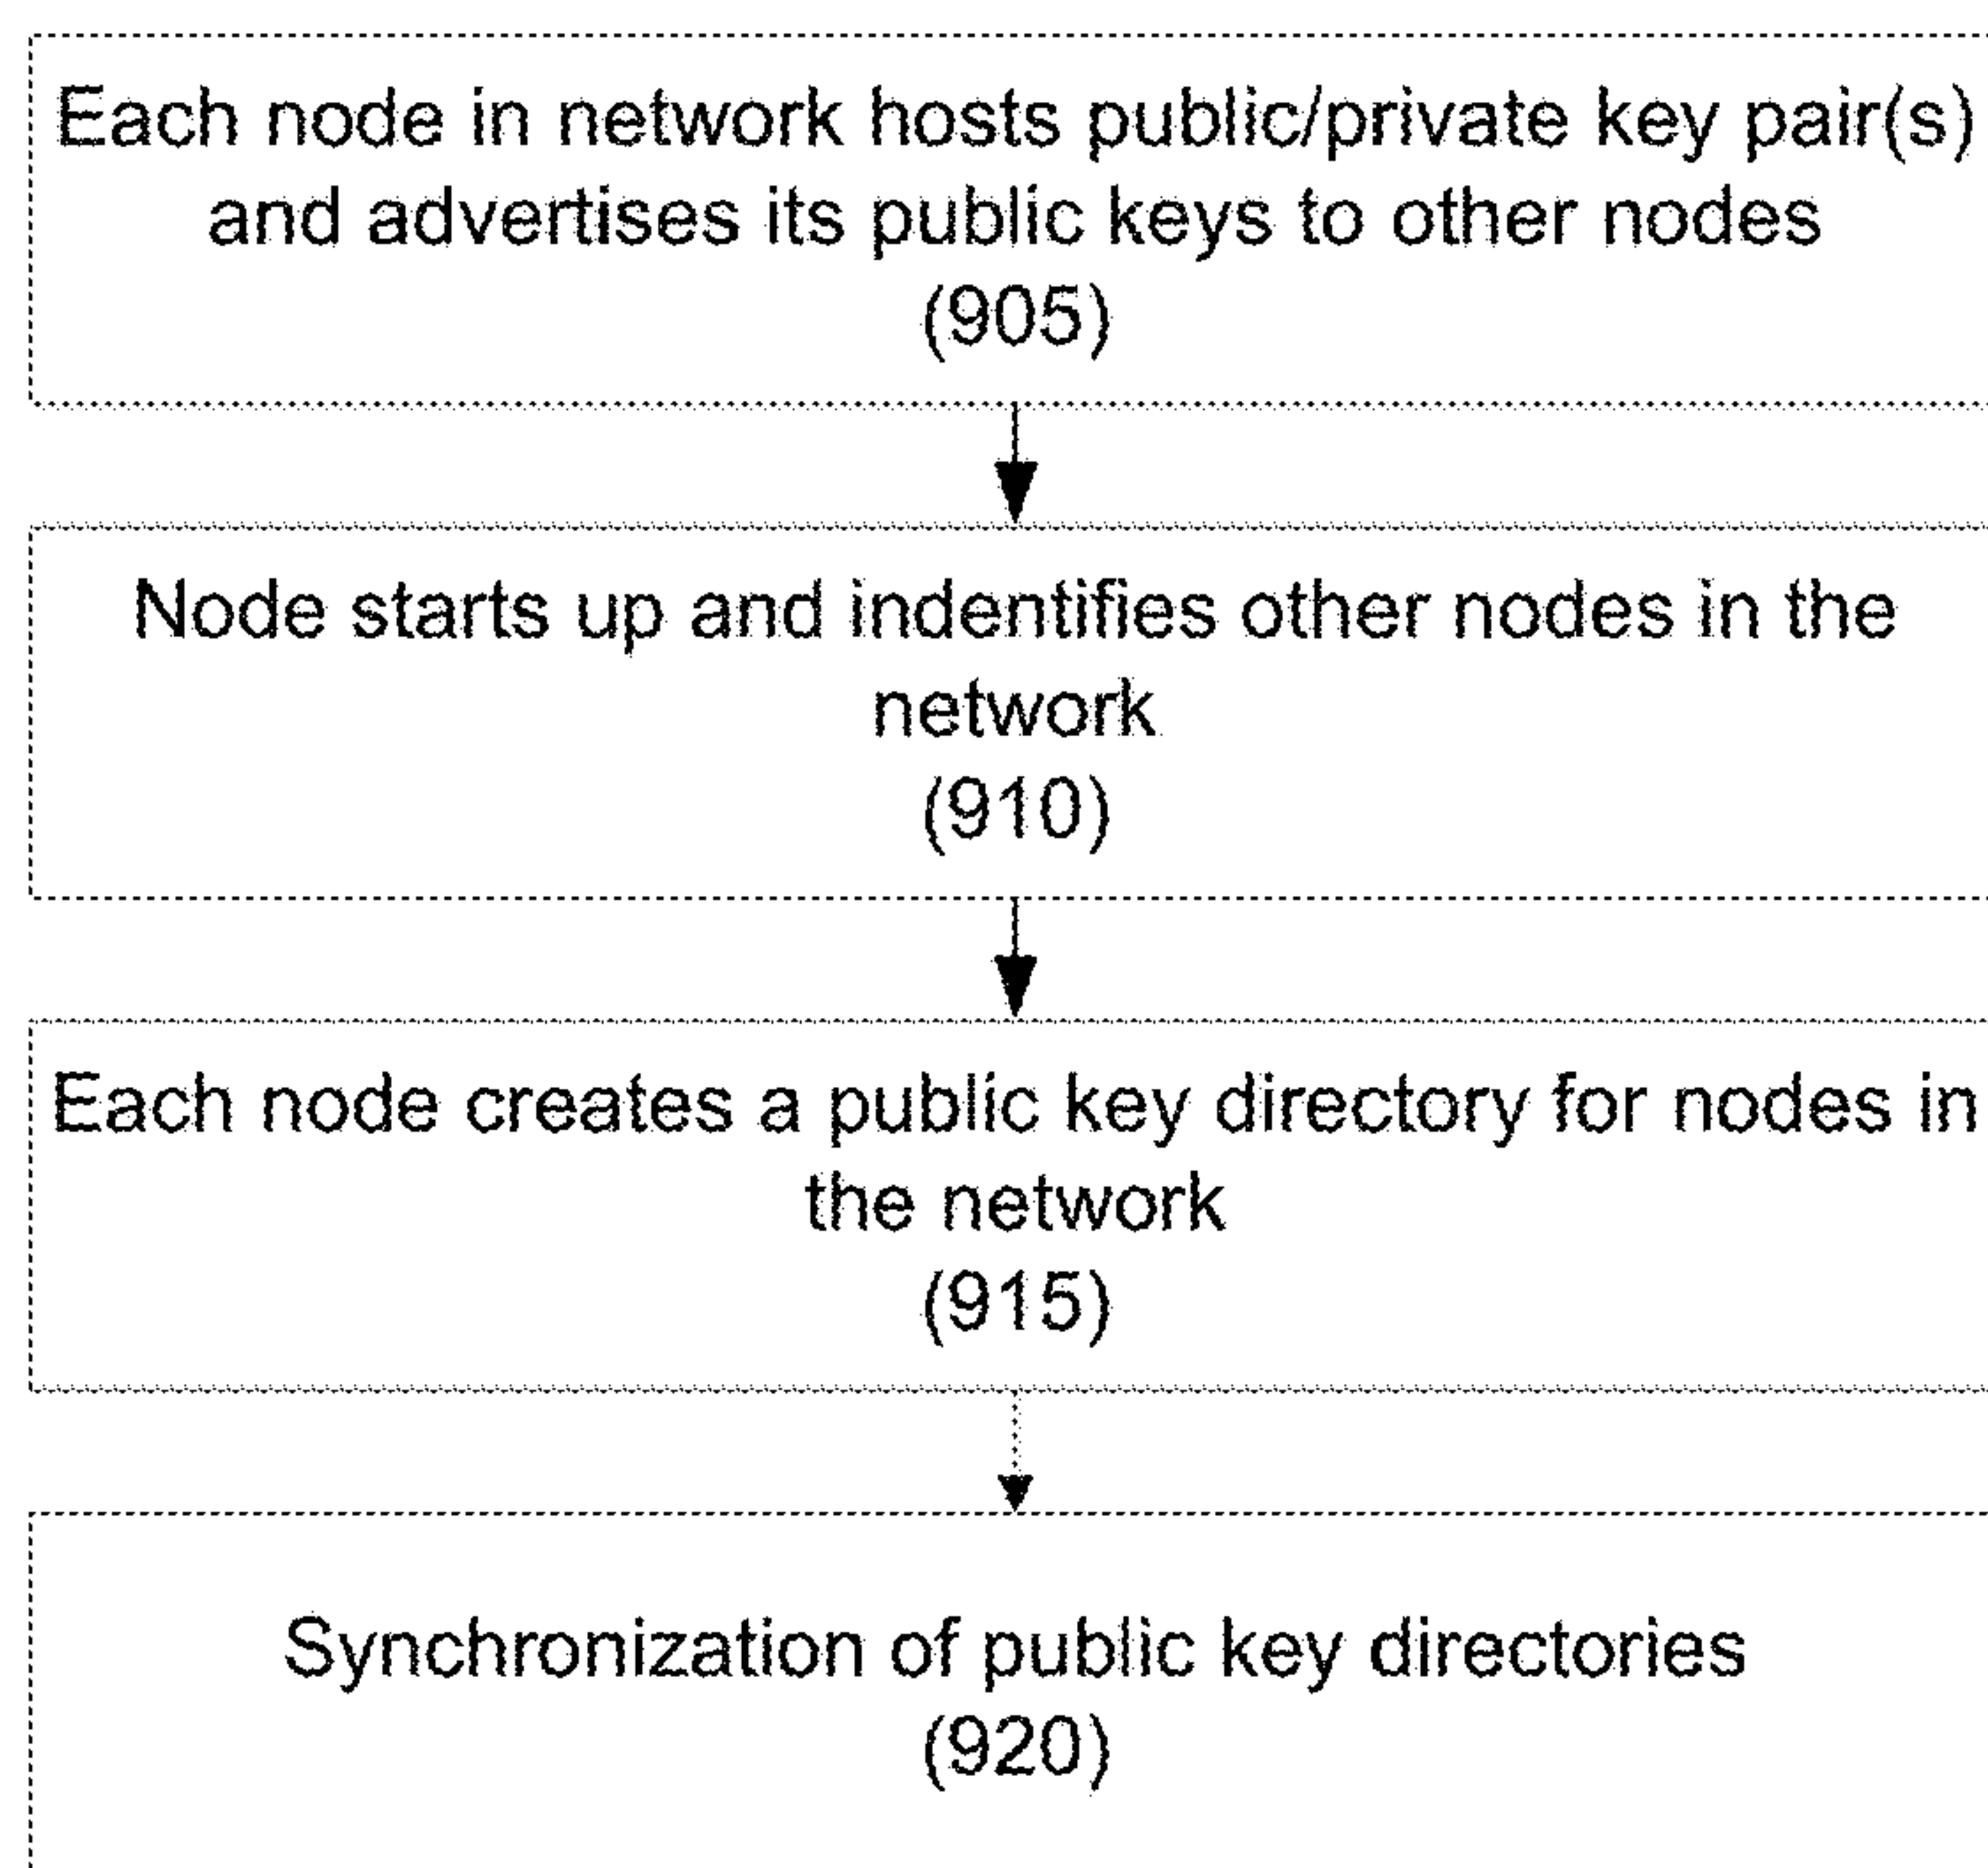 Each node in network hosts public/private key pair(s)
and advertises its public keys to other nodes
(905)
Node starts up and indentifies other nodes in the
network
(910)
Each node creates a public key directory for nodes in
the network
(915)
Synchronization of public key directories
(920)